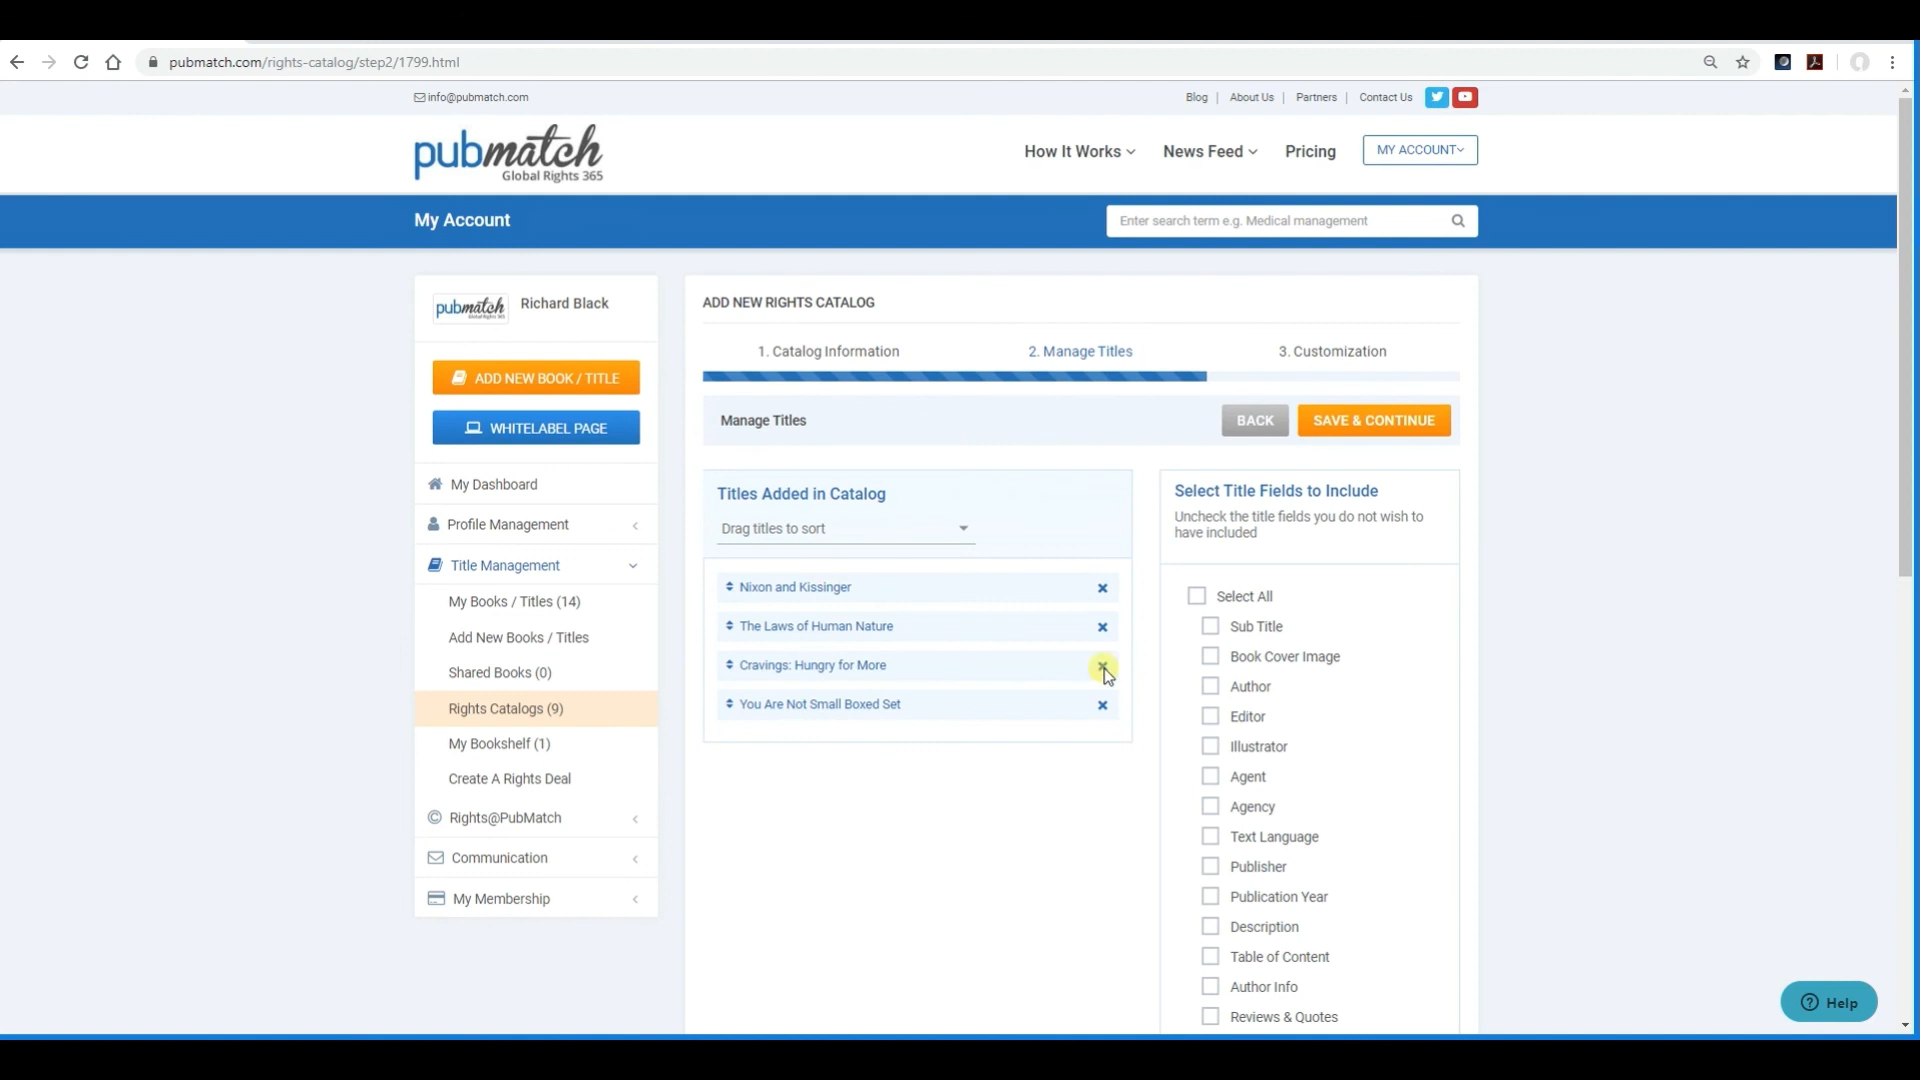 pubmatch.com/rights-catalog/step2/1799.html
info@pubmatch.com
Blog | About Us | Partners | Contact Us
pubmatch
Global Rights 365
How It Works
News Feed
Pricing
MY ACCOUNT
My Account
Enter search term e.g. Medical management
pubmatch
Global Rights 365
Richard Black
ADD NEW BOOK / TITLE
WHITELABEL PAGE
My Dashboard
Profile Management
Title Management
My Books / Titles (14)
Add New Books / Titles
Shared Books (0)
Rights Catalogs (9)
My Bookshelf (1)
Create A Rights Deal
Rights@PubMatch
Communication
My Membership
ADD NEW RIGHTS CATALOG
1. Catalog Information
2. Manage Titles
3. Customization
Manage Titles
BACK
SAVE & CONTINUE
Titles Added in Catalog
Drag titles to sort
Nixon and Kissinger
The Laws of Human Nature
Cravings: Hungry for More
You Are Not Small Boxed Set
Select Title Fields to Include
Uncheck the title fields you do not wish to
have included
Select All
Sub Title
Book Cover Image
Author
Editor
Illustrator
Agent
Agency
Text Language
Publisher
Publication Year
Description
Table of Content
Author Info
Reviews & Quotes
Help